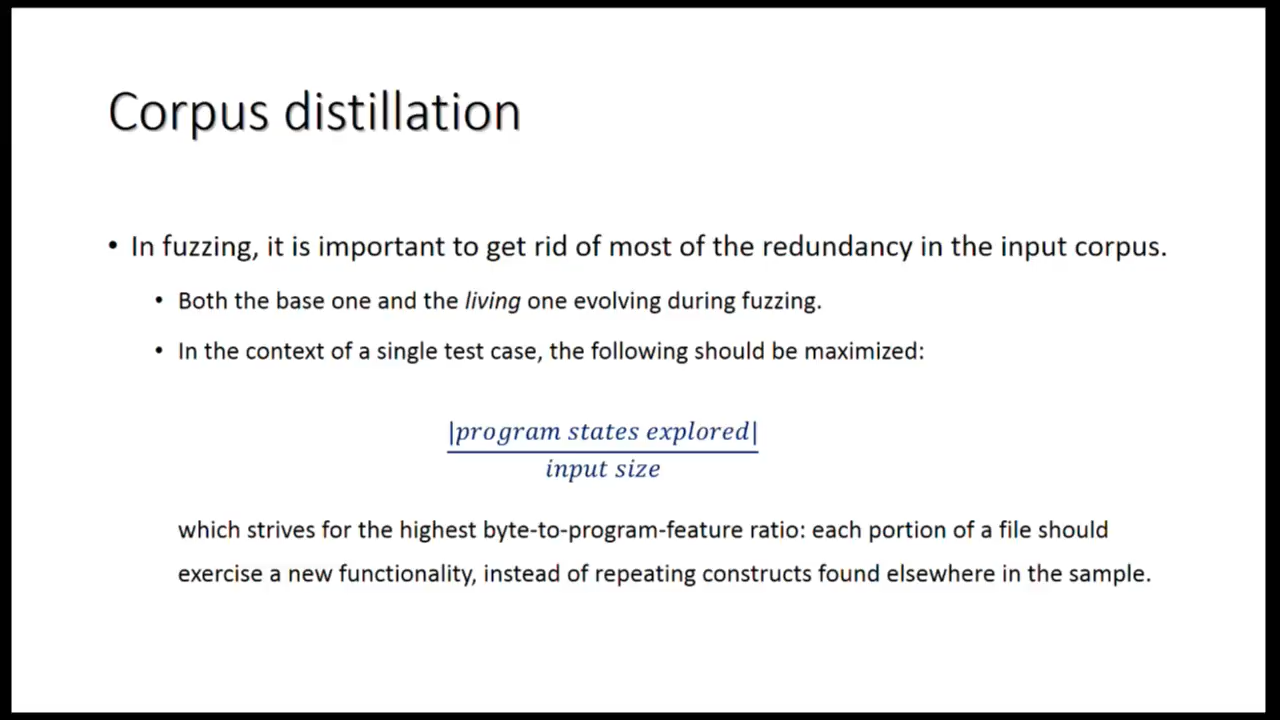 Corpus distillation
• In fuzzing, it is important to get rid of most of the redundancy in the input corpus.
• Both the base one and the living one evolving during fuzzing.
• In the context of a single test case, the following should be maximized:
|program states explored|
input size
which strives for the highest byte-to-program-feature ratio: each portion of a file should
exercise a new functionality, instead of repeating constructs found elsewhere in the sample.